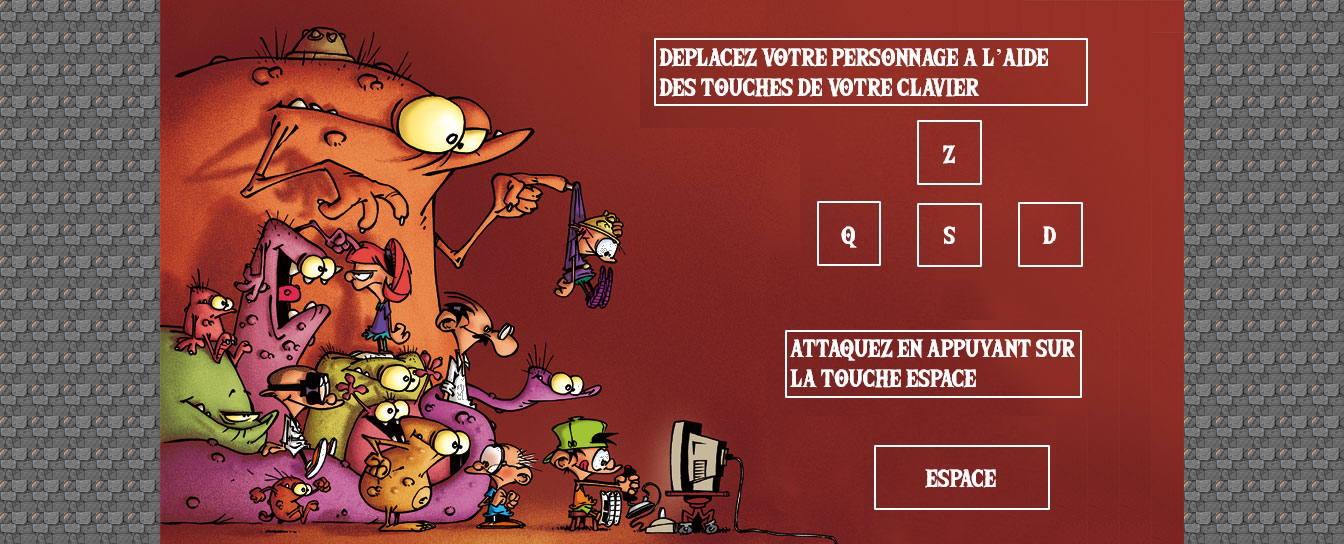 DEPLACEZ VOTRE PERSONNAGE A L'AIDE
DES TOUCHES DE VOTRE CLAVIER
Z
Q S D
ATTAQUEZ EN APPUYANT SUR
LA TOUCHE ESPACE
ESPACE